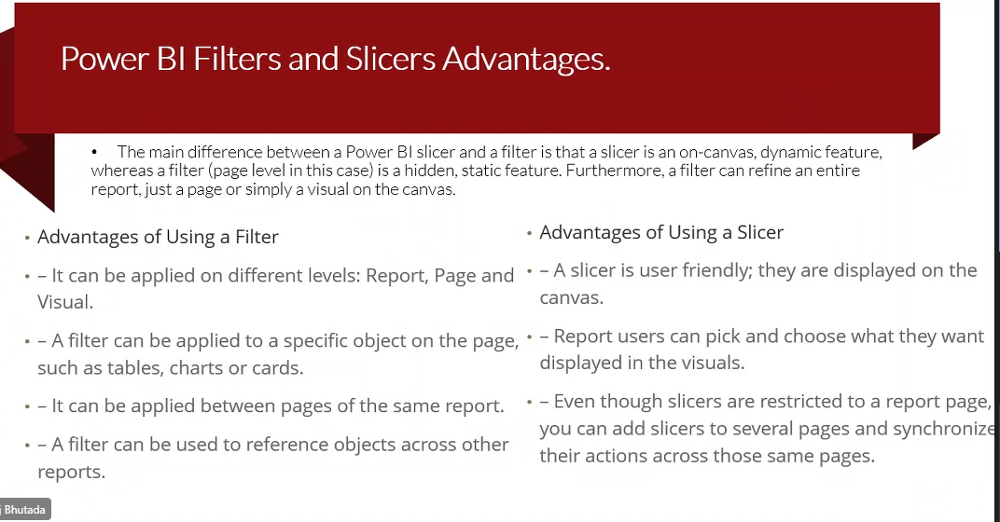 Power BI Filters and Slicers Advantages.
• The main difference between a Power BI slicer and a filter is that a slicer is an on-canvas, dynamic feature,
whereas a filter (page level in this case) is a hidden, static feature. Furthermore, a filter can refine an entire
report, just a page or simply a visual on the canvas.
• Advantages of Using a Filter
• – It can be applied on different levels: Report, Page and
Visual.
• – A filter can be applied to a specific object on the page,
such as tables, charts or cards.
• – It can be applied between pages of the same report.
• – A filter can be used to reference objects across other
reports.
• Advantages of Using a Slicer
• – A slicer is user friendly; they are displayed on the
canvas.
• – Report users can pick and choose what they want
displayed in the visuals.
• – Even though slicers are restricted to a report page,
you can add slicers to several pages and synchronize
their actions across those same pages.
Bhutada